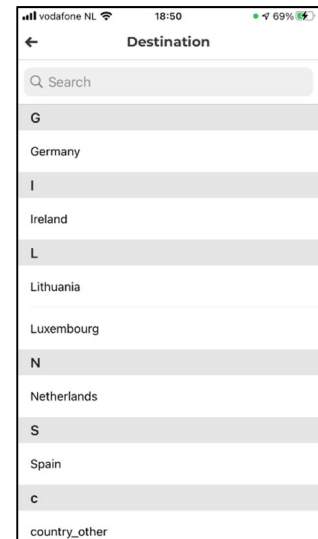 vodafone NL 18:50 69%
Destination
Search
G
Germany
I
Ireland
L
Lithuania
Luxembourg
N
Netherlands
S
Spain
c
country_other